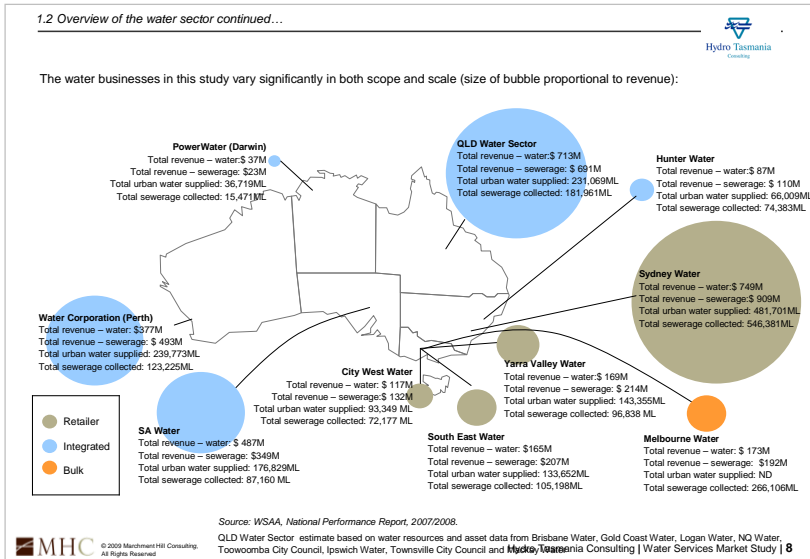 1.2 Overview of the water sector continued…
Hydro Tasmania
Consulting
The water businesses in this study vary significantly in both scope and scale (size of bubble proportional to revenue):
PowerWater (Darwin)
Total revenue – water:$ 37M
Total revenue – sewerage: $23M
Total urban water supplied: 36,719ML
Total sewerage collected: 15,471ML
QLD Water Sector
Total revenue – water:$ 713M
Total revenue – sewerage: $ 691M
Total urban water supplied: 231,069ML
Total sewerage collected: 181,961ML
Hunter Water
Total revenue – water: $ 87M
Total revenue – sewerage: $ 110M
Total urban water supplied: 66,009ML
Total sewerage collected: 74,383ML
Sydney Water
Total revenue – water:$ 749M
Total revenue – sewerage: $ 909M
Total urban water supplied: 481,701ML
Total sewerage collected: 546,381ML
Water Corporation (Perth)
Total revenue – water: $377M
Total revenue – sewerage: $ 493M
Total urban water supplied: 239,773ML
Total sewerage collected: 123,225ML
City West Water
Total revenue – water: $ 117M
Total revenue – sewerage:$ 132M
Total urban water supplied: 93,349 ML
Total sewerage collected: 72,177 ML
Yarra Valley Water
Total revenue – water: $ 169M
Total revenue – sewerage: $ 214M
Total urban water supplied: 143,355ML
Total sewerage collected: 96,838 ML
Retailer
Integrated
Bulk
SA Water
Total revenue - water: $ 487M
Total revenue – sewerage: $349M
Total urban water supplied: 176,829ML
Total sewerage collected: 87,160 ML
South East Water
Total revenue – water: $165M
Total revenue – sewerage: $207M
Total urban water supplied: 133,652ML
Total sewerage collected: 105,198ML
Melbourne Water
Total revenue – water: $ 173M
Total revenue – sewerage: $192M
Total urban water supplied: ND
Total sewerage collected: 266,106ML
Source: WSAA, National Performance Report, 2007/2008.
QLD Water Sector estimate based on water resources and asset data from Brisbane Water, Gold Coast Water, Logan Water, NQ Water,
Toowoomba City Council, Ipswich Water, Townsville City Council and Mackay Water
MHC
© 2009 Marchment Hill Consulting,
All Rights Reserved
Hydro Tasmania Consulting | Water Services Market Study | 8